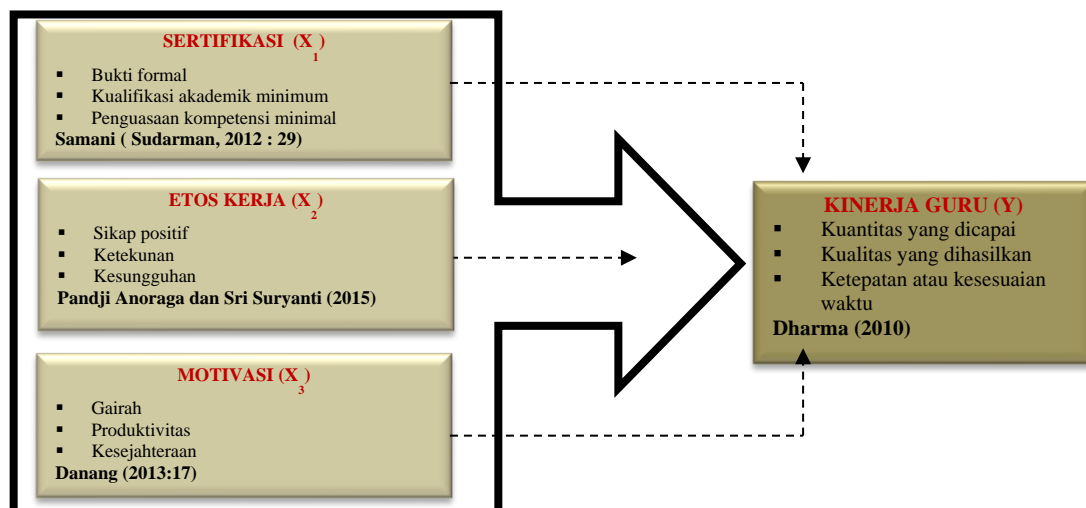 SERTIFIKASI (X1)
▪ Bukti formal
▪ Kualifikasi akademik minimum
▪ Penguasaan kompetensi minimal
Samani ( Sudarman, 2012 : 29)
ETOS KERJA (X2)
▪ Sikap positif
▪ Ketekunan
▪ Kesungguhan
Pandji Anoraga dan Sri Suryanti (2015)
MOTIVASI (X3)
▪ Gairah
▪ Produktivitas
▪ Kesejahteraan
Danang (2013:17)
KINERJA GURU (Y)
▪ Kuantitas yang dicapai
▪ Kualitas yang dihasilkan
▪ Ketepatan atau kesesuaian
waktu
Dharma (2010)